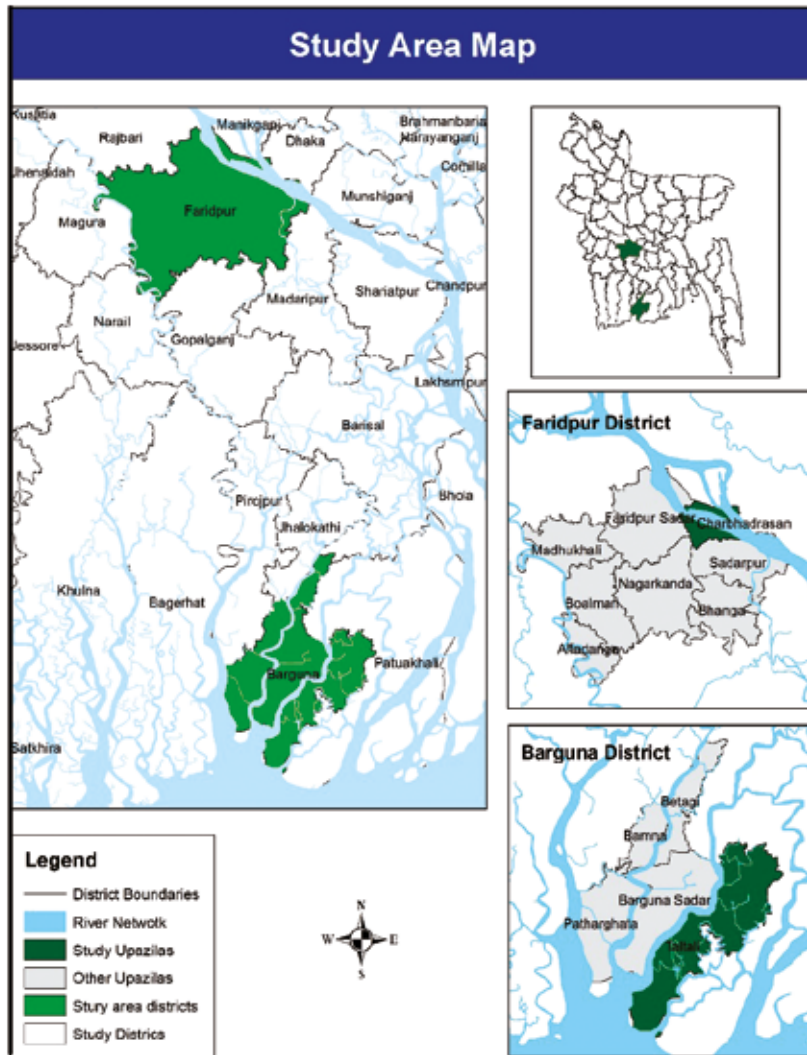 Study Area Map
Kustitia
Rajbari
Manikganj
Dhaka
Brahmanbaria
Narayanganj
Comilla
Jhenaidah
Magura
Faridpur
Munshiganj
Narail
Gopalganj
Madaripur
Shariatpur
Chandpur
Jessore
Lakhsmipur
Barisal
Bhola
Pirojpur
Jhalokathi
Khulna
Bagerhat
Barguna
Patuakhali
Satkhira
Faridpur District
Faridpur Sadar
Charbhadrasan
Madhukhali
Sadarpur
Nagarkanda
Boalmari
Bhanga
Alfadanga
Barguna District
Betagi
Bamna
Barguna Sadar
Patharghata
Taltali
Legend
District Boundaries
River Netwotk
Study Upazilas
Other Upazilas
Stury area districts
Study Districs
N
W
E
S